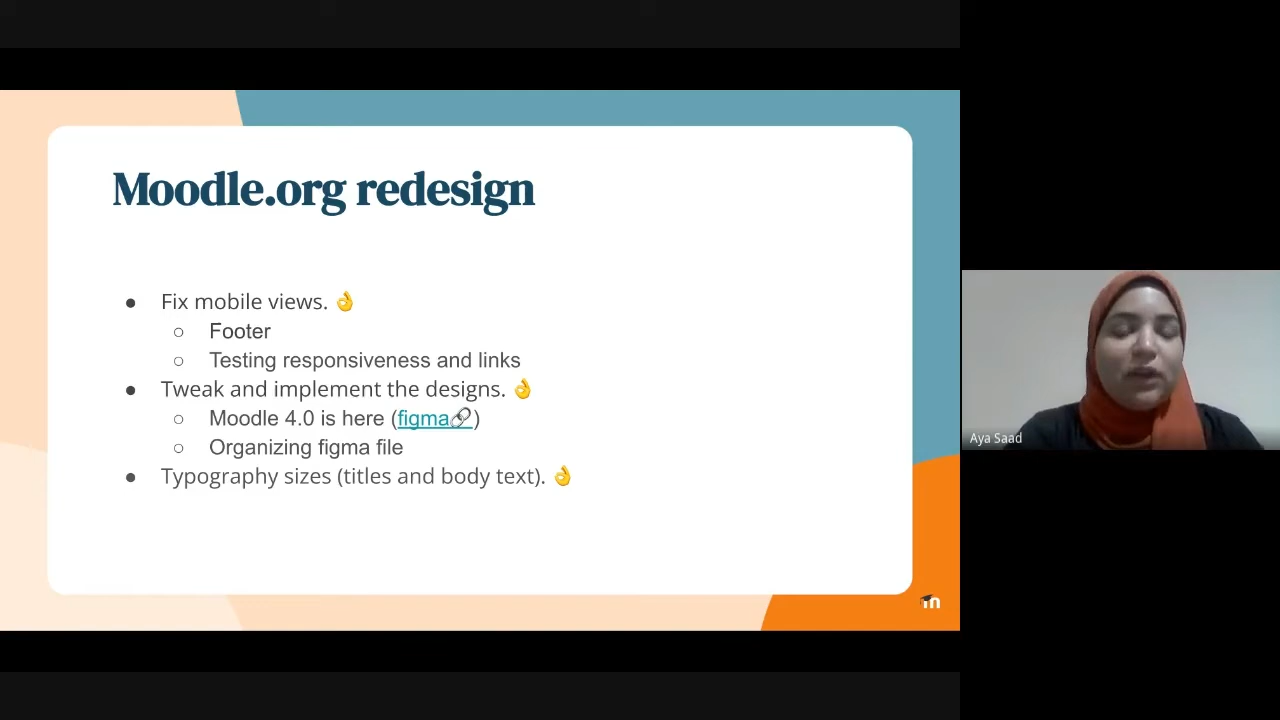 Moodle.org redesign
● Fix mobile views. 👌
○ Footer
○ Testing responsiveness and links
● Tweak and implement the designs. 👌
○ Moodle 4.0 is here (figma🔗)
○ Organizing figma file
● Typography sizes (titles and body text). 👌
m
Aya Saad